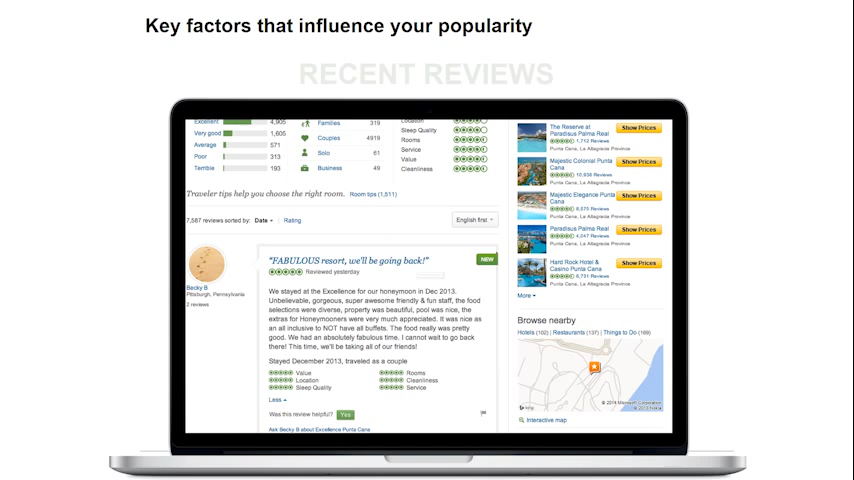 Key factors that influence your popularity
RECENT REVIEWS
Excellent 4,905
Very good 1,605
Average 571
Poor 313
Terrible 193
Families 319
Couples 4919
Solo 61
Business 49
Location
Sleep Quality
Rooms
Service
Value
Cleanliness
Traveler tips help you choose the right room. Room tips (1,511)
7,587 reviews sorted by: Date Rating
English first
Becky B
Pittsburgh, Pennsylvania
2 reviews
"FABULOUS resort, we'll be going back!"
NEW
Reviewed yesterday
We stayed at the Excellence for our honeymoon in Dec 2013.
Unbelievable, gorgeous, super awesome friendly & fun staff, the food
selections were diverse, property was beautiful, pool was nice, the
extras for Honeymooners were very much appreciated. It was nice as
an all inclusive to NOT have all buffets. The food really was pretty
good. We had an absolutely fabulous time. I cannot wait to go back
there! This time, we'll be taking all of our friends!
Stayed December 2013, traveled as a couple
Value Rooms
Location Cleanliness
Sleep Quality Service
Less
Was this review helpful? Yes
Ask Becky B about Excellence Punta Cana
The Reserve at
Paradisus Palma Real
1,712 Reviews
Punta Cana, La Altagracia Province
Show Prices
Majestic Colonial Punta
Cana
10,938 Reviews
Punta Cana, La Altagracia Province
Show Prices
Majestic Elegance Punta
Cana
Punta Cana, La Altagracia Province
Show Prices
Paradisus Palma Real
4,047 Reviews
Punta Cana, La Altagracia Province
Show Prices
Hard Rock Hotel &
Casino Punta Cana
6,731 Reviews
Punta Cana, La Altagracia Province
Show Prices
More
Browse nearby
Hotels (102) | Restaurants (137) | Things to Do (169)
bing
© 2014 Microsoft Corporation
© 2013 Nokia
Interactive map